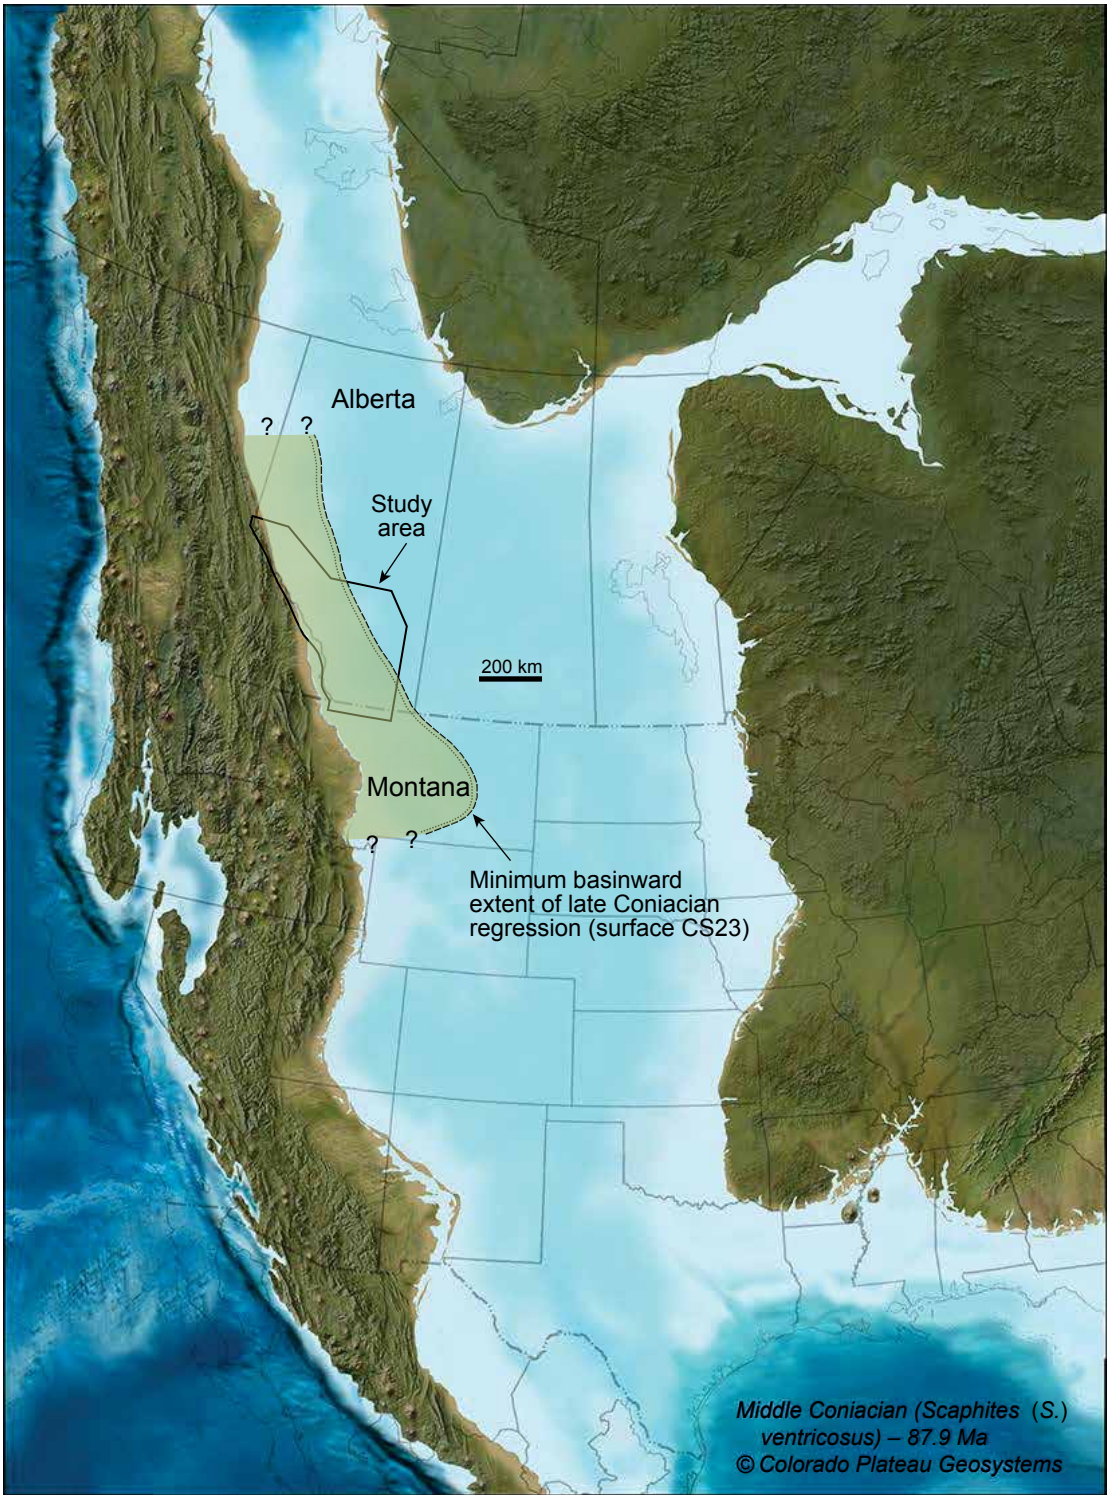 Alberta
? ?
Study
area
200 km
Montana
? ?
Minimum basinward
extent of late Coniacian
regression (surface CS23)
Middle Coniacian (Scaphites (S.)
ventricosus) – 87.9 Ma
© Colorado Plateau Geosystems